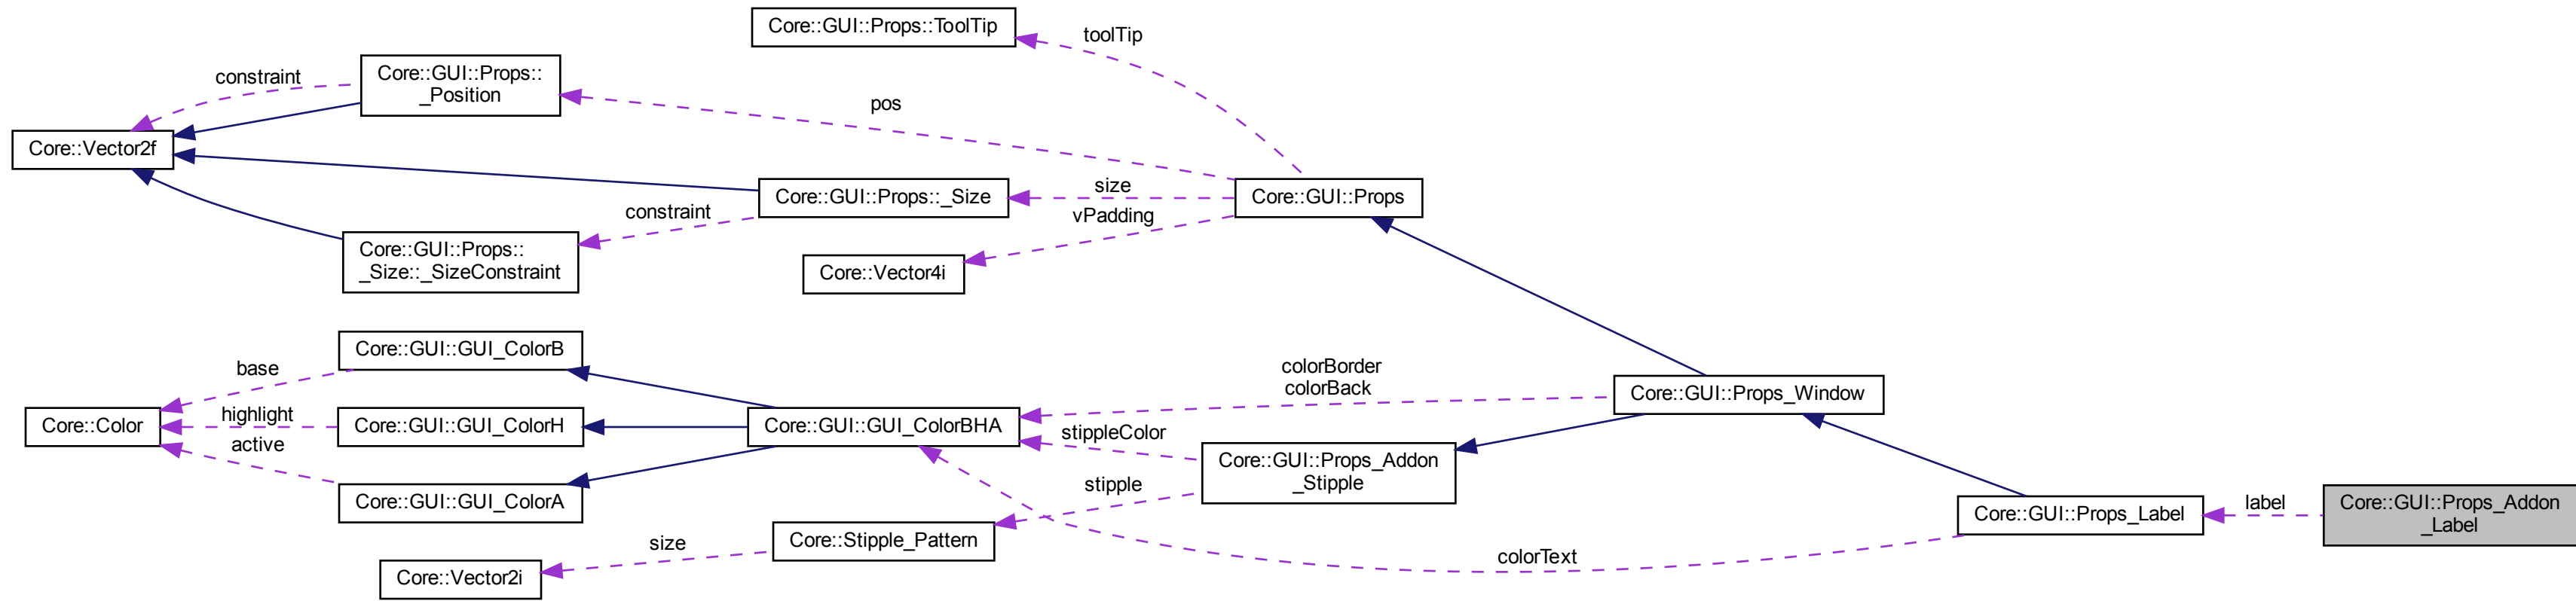 Core::GUI::Props::ToolTip
toolTip
constraint
Core::GUI::Props::
_Position
pos
Core::Vector2f
Core::GUI::Props::_Size
size
Core::GUI::Props
constraint
vPadding
Core::GUI::Props::
_Size::_SizeConstraint
Core::Vector4i
Core::GUI::GUI_ColorB
base
colorBorder
colorBack
Core::GUI::Props_Window
Core::Color
highlight
active
Core::GUI::GUI_ColorH
Core::GUI::GUI_ColorBHA
stippleColor
Core::GUI::Props_Addon
_Stipple
stipple
Core::GUI::GUI_ColorA
Core::GUI::Props_Label
label
Core::GUI::Props_Addon
_Label
Core::Stipple_Pattern
size
colorText
Core::Vector2i